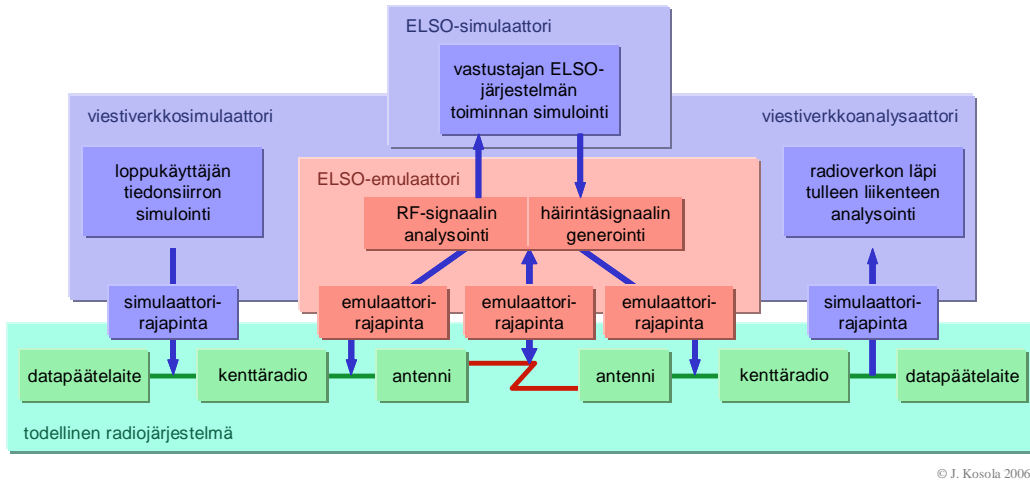 ELSO-simulaattori
vastustajan ELSO-
järjestelmän
toiminnan simulointi
viestiverkkosimulaattori
viestiverkkoanalysaattori
loppukäyttäjän
tiedonsiirron
simulointi
ELSO-emulaattori
RF-signaalin
analysointi
häirintäsignaalin
generointi
radioverkon läpi
tulleen liikenteen
analysointi
simulaattori-
rajapinta
emulaattori-
rajapinta
emulaattori-
rajapinta
emulaattori-
rajapinta
simulaattori-
rajapinta
datapäätelaite
kenttäradio
antenni
antenni
kenttäradio
datapäätelaite
todellinen radiojärjestelmä
© J. Kosola 2006